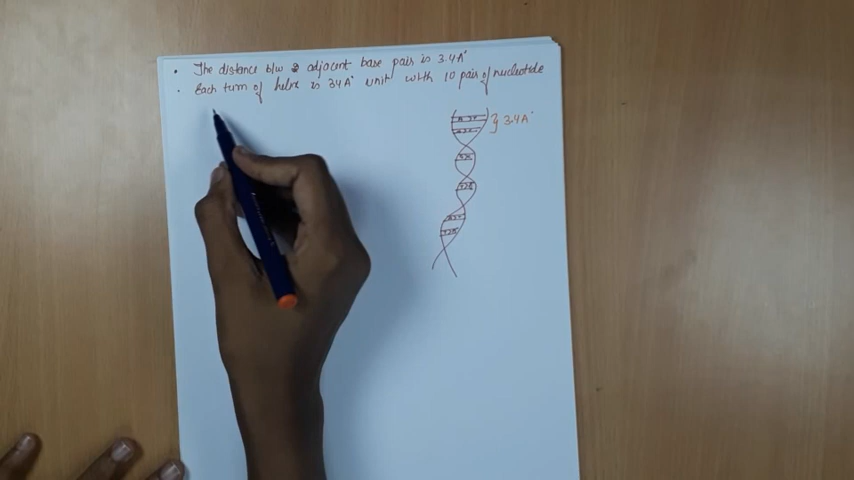 • The distance b/w 2 adjacent base pairs is 3.4A°
• Each turn of helix is 34A° unit with 10 pair of nucleotide
3.4A°